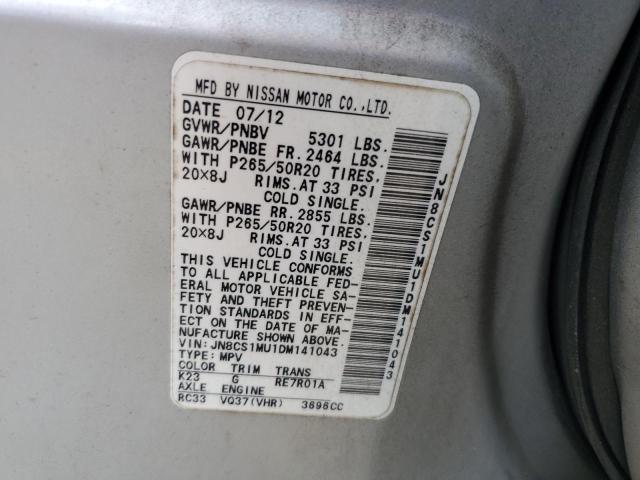 MFD BY NISSAN MOTOR CO.,LTD.
DATE 07/12
GVWR/PNBV 5301 LBS.
GAWR/PNBE FR. 2464 LBS.
WITH P265/50R20 TIRES,
20X8J RIMS.AT 33 PSI
COLD SINGLE.
GAWR/PNBE RR. 2855 LBS.
WITH P265/50R20 TIRES,
20X8J RIMS.AT 33 PSI
COLD SINGLE.
THIS VEHICLE CONFORMS
TO ALL APPLICABLE FED-
ERAL MOTOR VEHICLE SA-
FETY AND THEFT PREVEN-
TION STANDARDS IN EFF-
ECT ON THE DATE OF MA-
NUFACTURE SHOWN ABOVE.
VIN: JN8CS1MU1DM141043
TYPE: MPV
COLOR TRIM TRANS
K23 G RE7R01A
AXLE ENGINE
RC33 VQ37(VHR) 3696CC
JN8CS1MU1DM141043